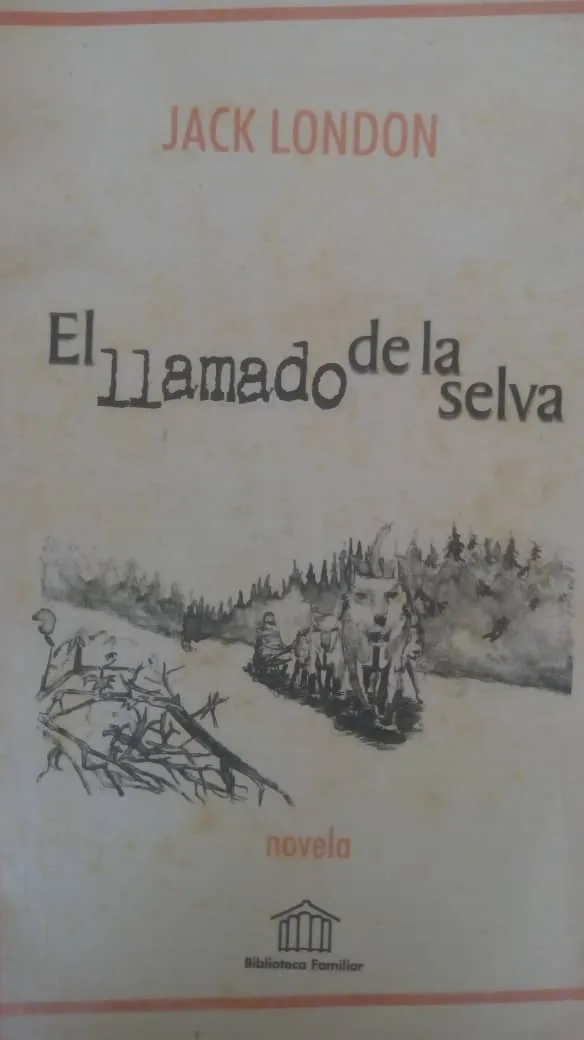 JACK LONDON
El llamado de la selva
novela
Biblioteca Familiar